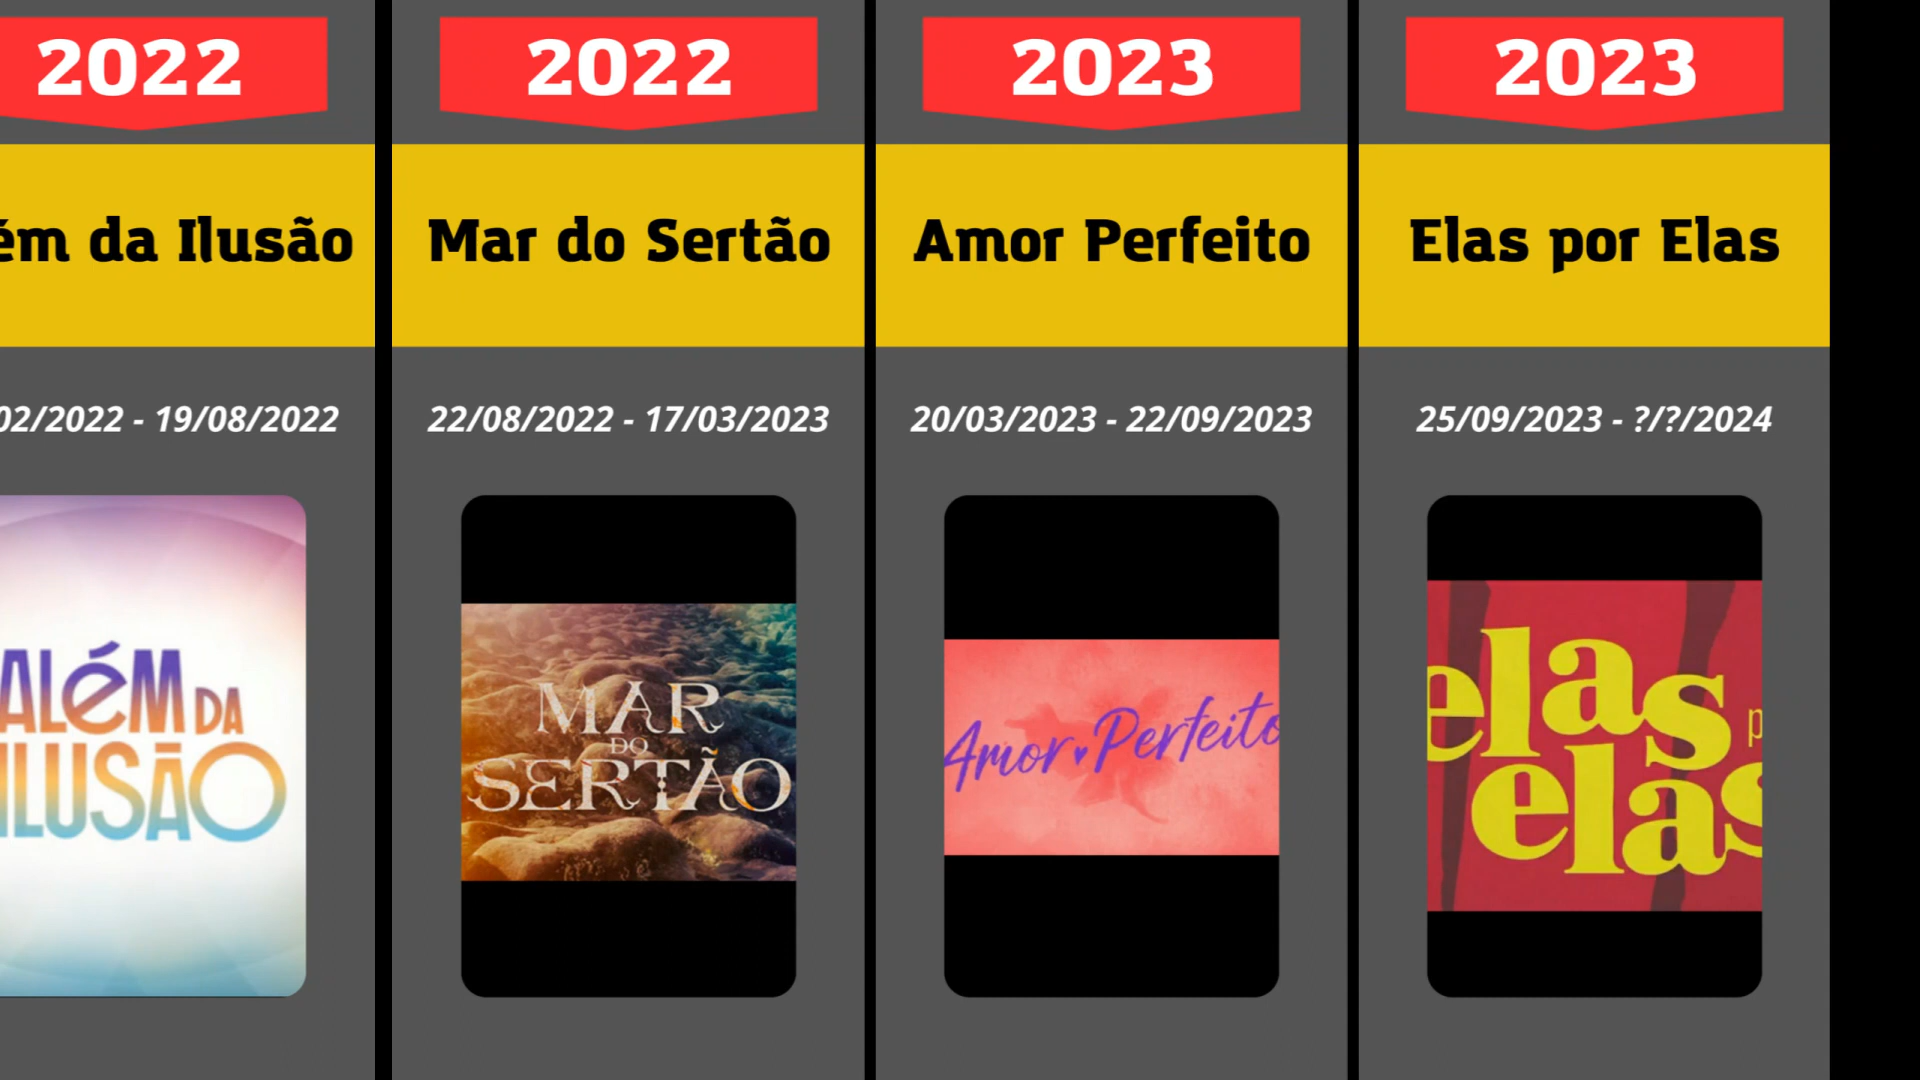 2022
2022
2023
2023
ém da Ilusão
Mar do Sertão
Amor Perfeito
Elas por Elas
02/2022 - 19/08/2022
22/08/2022 - 17/03/2023
20/03/2023 - 22/09/2023
25/09/2023 - ?/?/2024
ALÉM DA
ILUSÃO
MAR
DO
SERTÃO
Amor Perfeito
elas p
elas